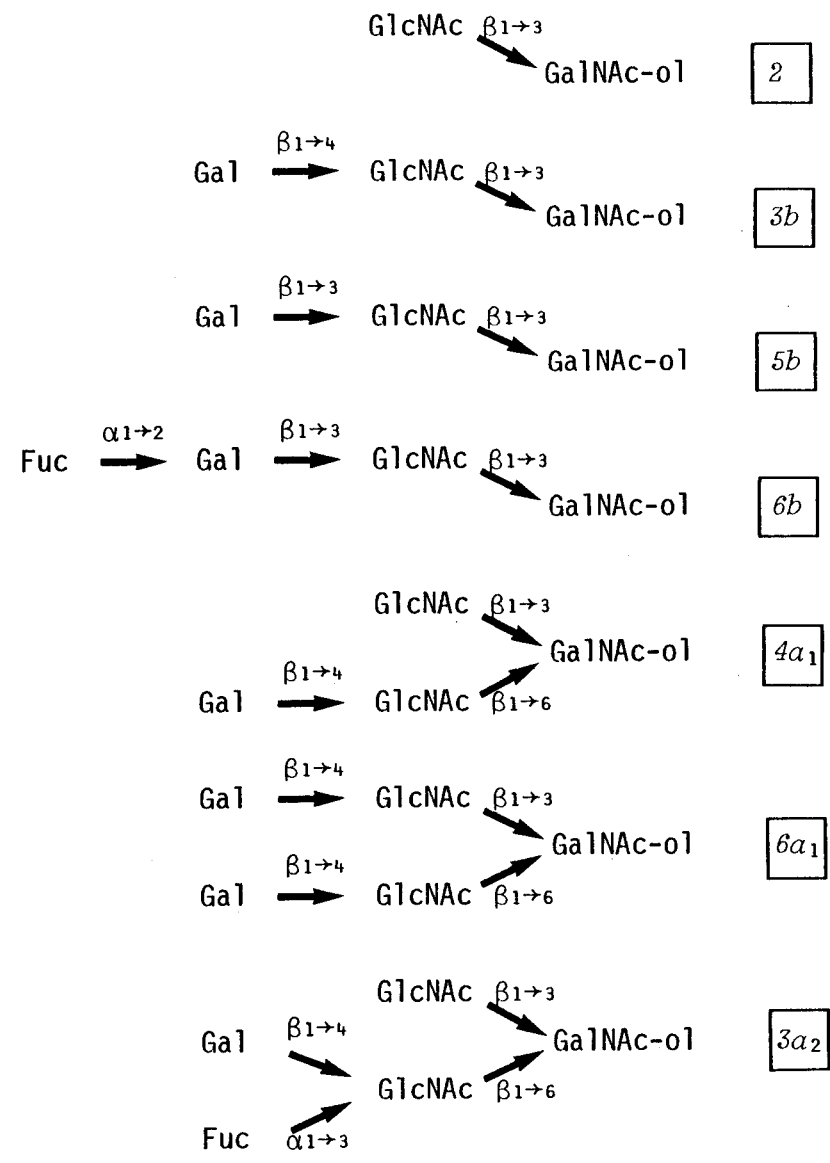 GlcNAc β1→3
GalNAc-ol 2
β1→4
Gal GlcNAc β1→3
GalNAc-ol 3b
β1→3
Gal GlcNAc β1→3
GalNAc-ol 5b
α1→2 β1→3
Fuc Gal GlcNAc β1→3
GalNAc-ol 6b
GlcNAc β1→3
GalNAc-ol 4a₁
β1→4
Gal GlcNAc β1→6
β1→4
Gal GlcNAc β1→3
GalNAc-ol 6a₁
β1→4
Gal GlcNAc β1→6
GlcNAc β1→3
Gal β1→4 GalNAc-ol 3a₂
GlcNAc β1→6
Fuc α1→3